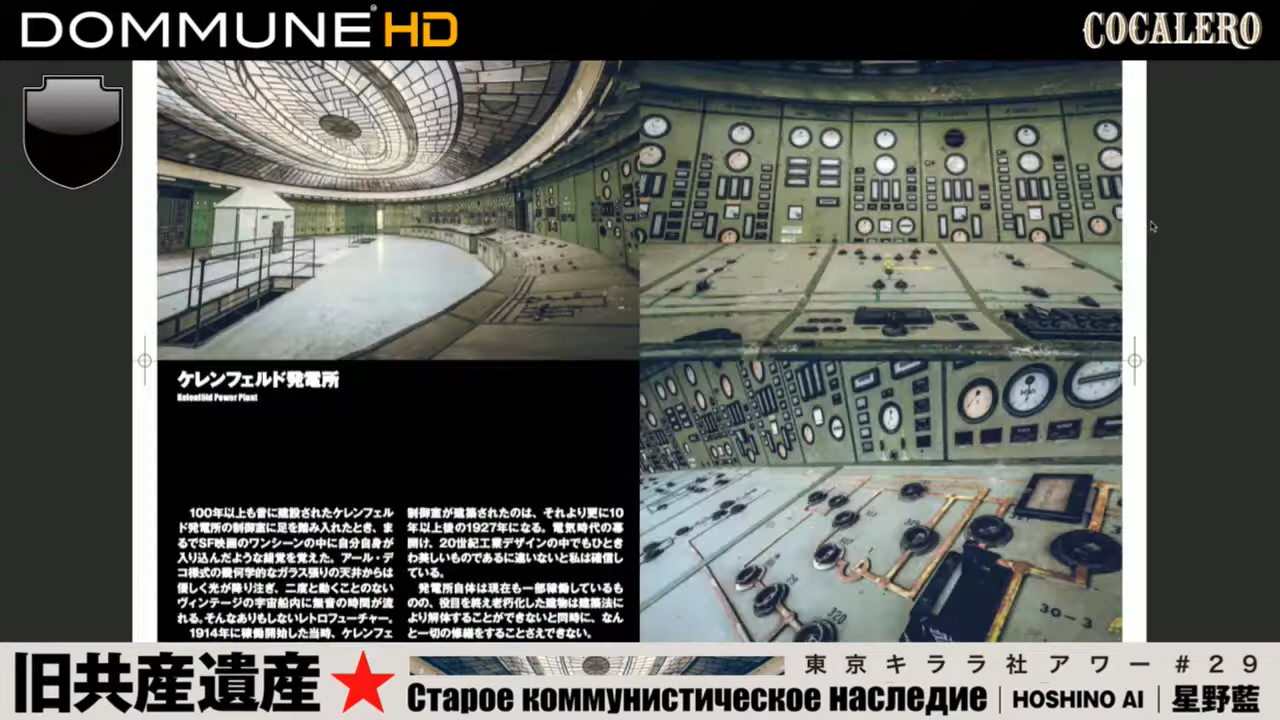 DOMMUNE® HD
COCALERO
ケレンフェルド発電所
Kelenföld Power Plant
100年以上も昔に建設されたケレンフェル
ド発電所の制御室に足を踏み入れたとき、ま
るでSF映画のワンシーンの中に自分自身が
入り込んだような錯覚を覚えた。アール・デ
コ様式の幾何学的なガラス張りの天井からは
優しく光が降り注ぎ、二度と動くことのない
ヴィンテージの宇宙船内に無音の時間が流
れる。そんなありもしないレトロフューチャー。
1914年に稼働開始した当時、ケレンフェ
制御室が建築されたのは、それより更に10
年以上後の1927年になる。電気時代の幕
開け、20世紀工業デザインの中でもひとき
わ美しいものであるに違いないと私は確信し
ている。
発電所自体は現在も一部稼働しているも
のの、役目を終え老朽化した建物は建築法に
より解体することができないと同時に、なん
と一切の修繕をすることさえできない。
30-3
320
旧共産遺産★
東京キララ社アワー#29
Старое коммунистическое наследие | HOSHINO AI | 星野藍